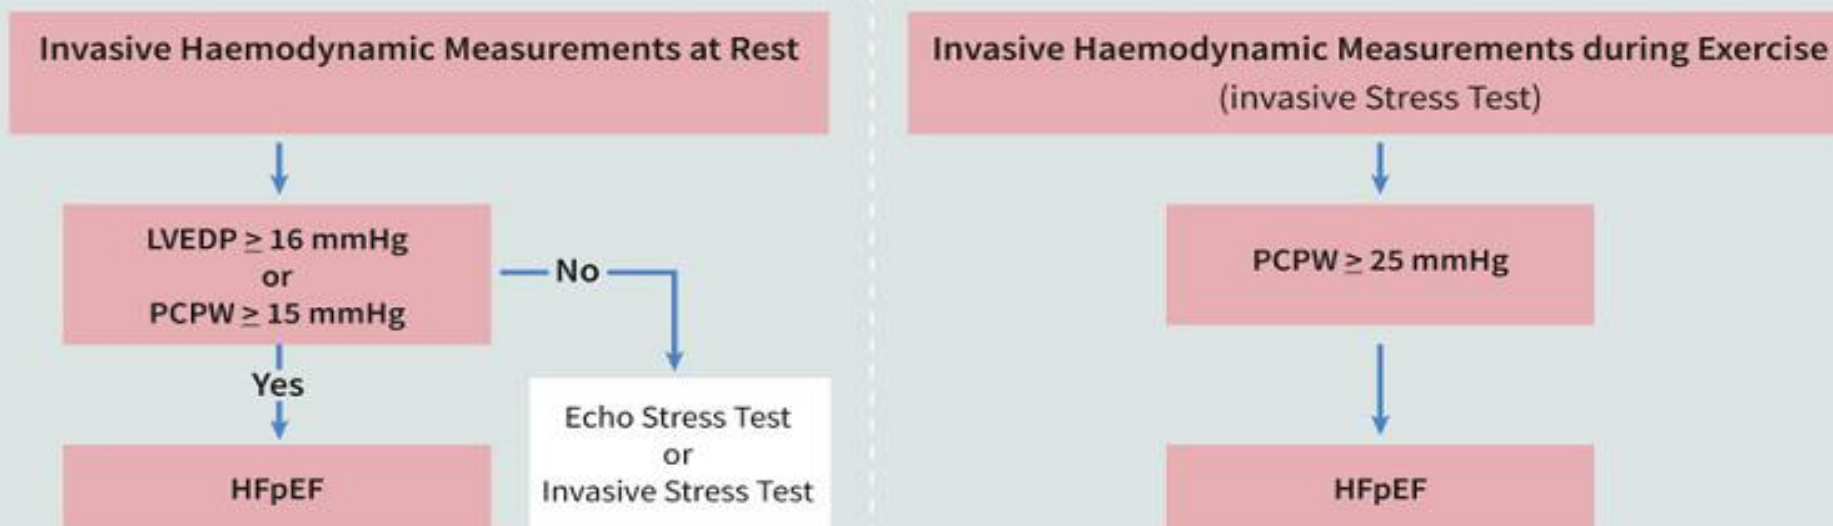 Invasive Haemodynamic Measurements at Rest
LVEDP ≥ 16 mmHg
or
PCPW ≥ 15 mmHg
No
Yes
Echo Stress Test
or
Invasive Stress Test
HFpEF
Invasive Haemodynamic Measurements during Exercise
(invasive Stress Test)
PCPW ≥ 25 mmHg
HFpEF